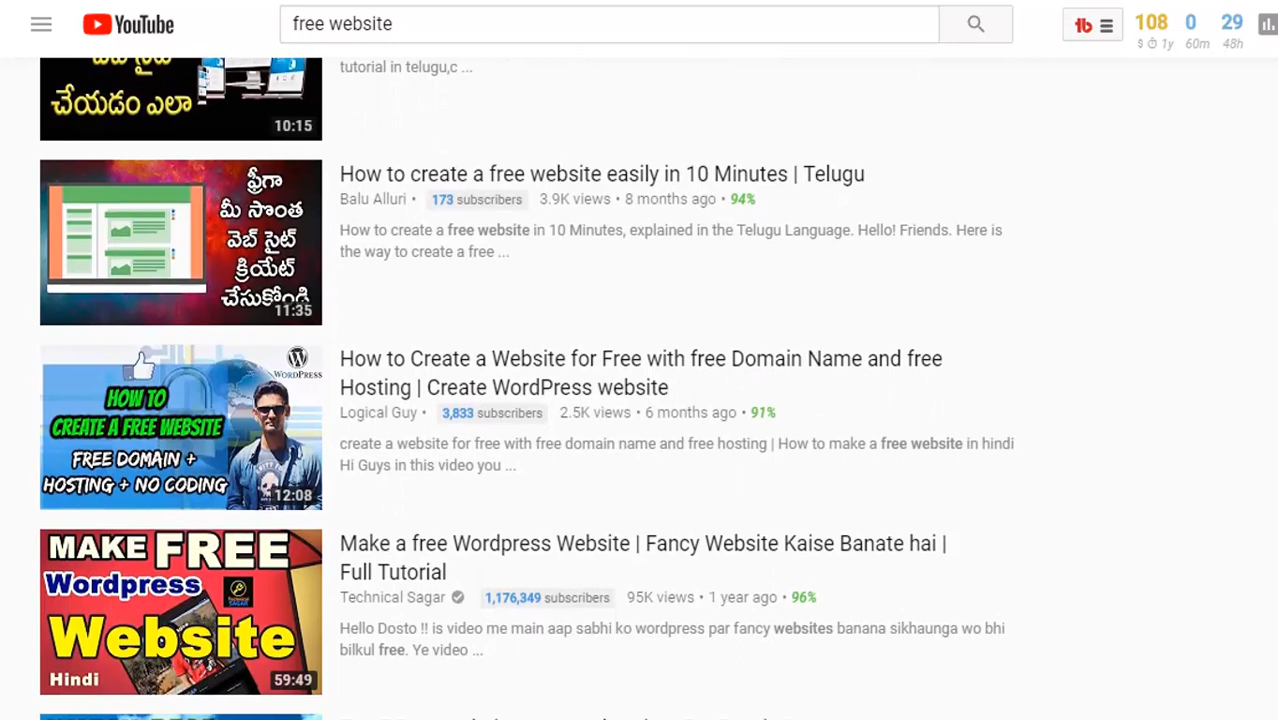 YouTube
free website
108 0 29
$ 1y 60m 48h
tutorial in telugu,c ...
చేయడం ఎలా
10:15
ఫ్రీగా
మీ సొంత
వెబ్ సైట్
క్రియేట్
చేసుకోండి
11:35
How to create a free website easily in 10 Minutes | Telugu
Balu Alluri • 173 subscribers 3.9K views • 8 months ago • 94%
How to create a free website in 10 Minutes, explained in the Telugu Language. Hello! Friends. Here is
the way to create a free ...
WORDPRESS
HOW TO
CREATE A FREE WEBSITE
FREE DOMAIN +
HOSTING + NO CODING
12:08
How to Create a Website for Free with free Domain Name and free
Hosting | Create WordPress website
Logical Guy • 3,833 subscribers 2.5K views • 6 months ago • 91%
create a website for free with free domain name and free hosting | How to make a free website in hindi
Hi Guys in this video you ...
MAKE FREE
Wordpress
Website
Hindi
59:49
Make a free Wordpress Website | Fancy Website Kaise Banate hai |
Full Tutorial
Technical Sagar 1,176,349 subscribers 95K views • 1 year ago • 96%
Hello Dosto !! is video me main aap sabhi ko wordpress par fancy websites banana sikhaunga wo bhi
bilkul free. Ye video ...